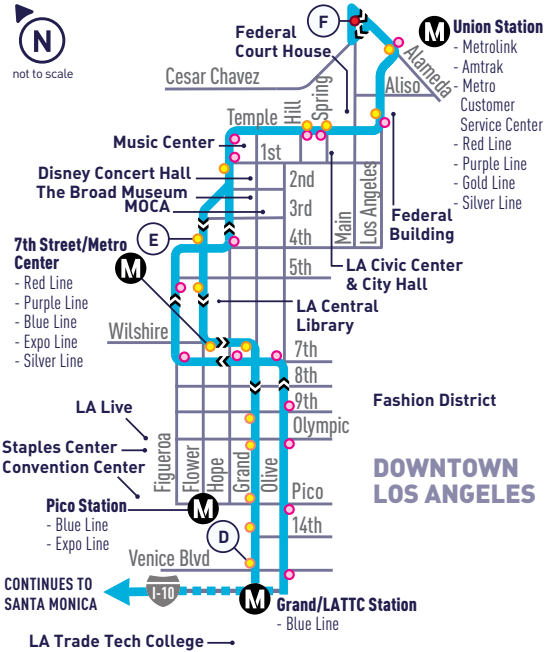 N
not to scale
F
M
Union Station
- Metrolink
- Amtrak
- Metro
Customer
Service Center
- Red Line
- Purple Line
- Gold Line
- Silver Line
Federal
Court House
Cesar Chavez
Alameda
Aliso
Temple
Hill
Spring
Music Center
1st
Disney Concert Hall
2nd
The Broad Museum
MOCA
3rd
Main
Los Angeles
Federal
Building
E
4th
7th Street/Metro
Center
M
- Red Line
- Purple Line
- Blue Line
- Expo Line
- Silver Line
5th
LA Civic Center
& City Hall
LA Central
Library
Wilshire
7th
8th
9th
Fashion District
LA Live
Olympic
Staples Center
Convention Center
Figueroa
Flower
Hope
Grand
Olive
DOWNTOWN
LOS ANGELES
Pico Station
- Blue Line
- Expo Line
M
Pico
14th
D
Venice Blvd
CONTINUES TO
SANTA MONICA
I-10
M
Grand/LATTC Station
- Blue Line
LA Trade Tech College